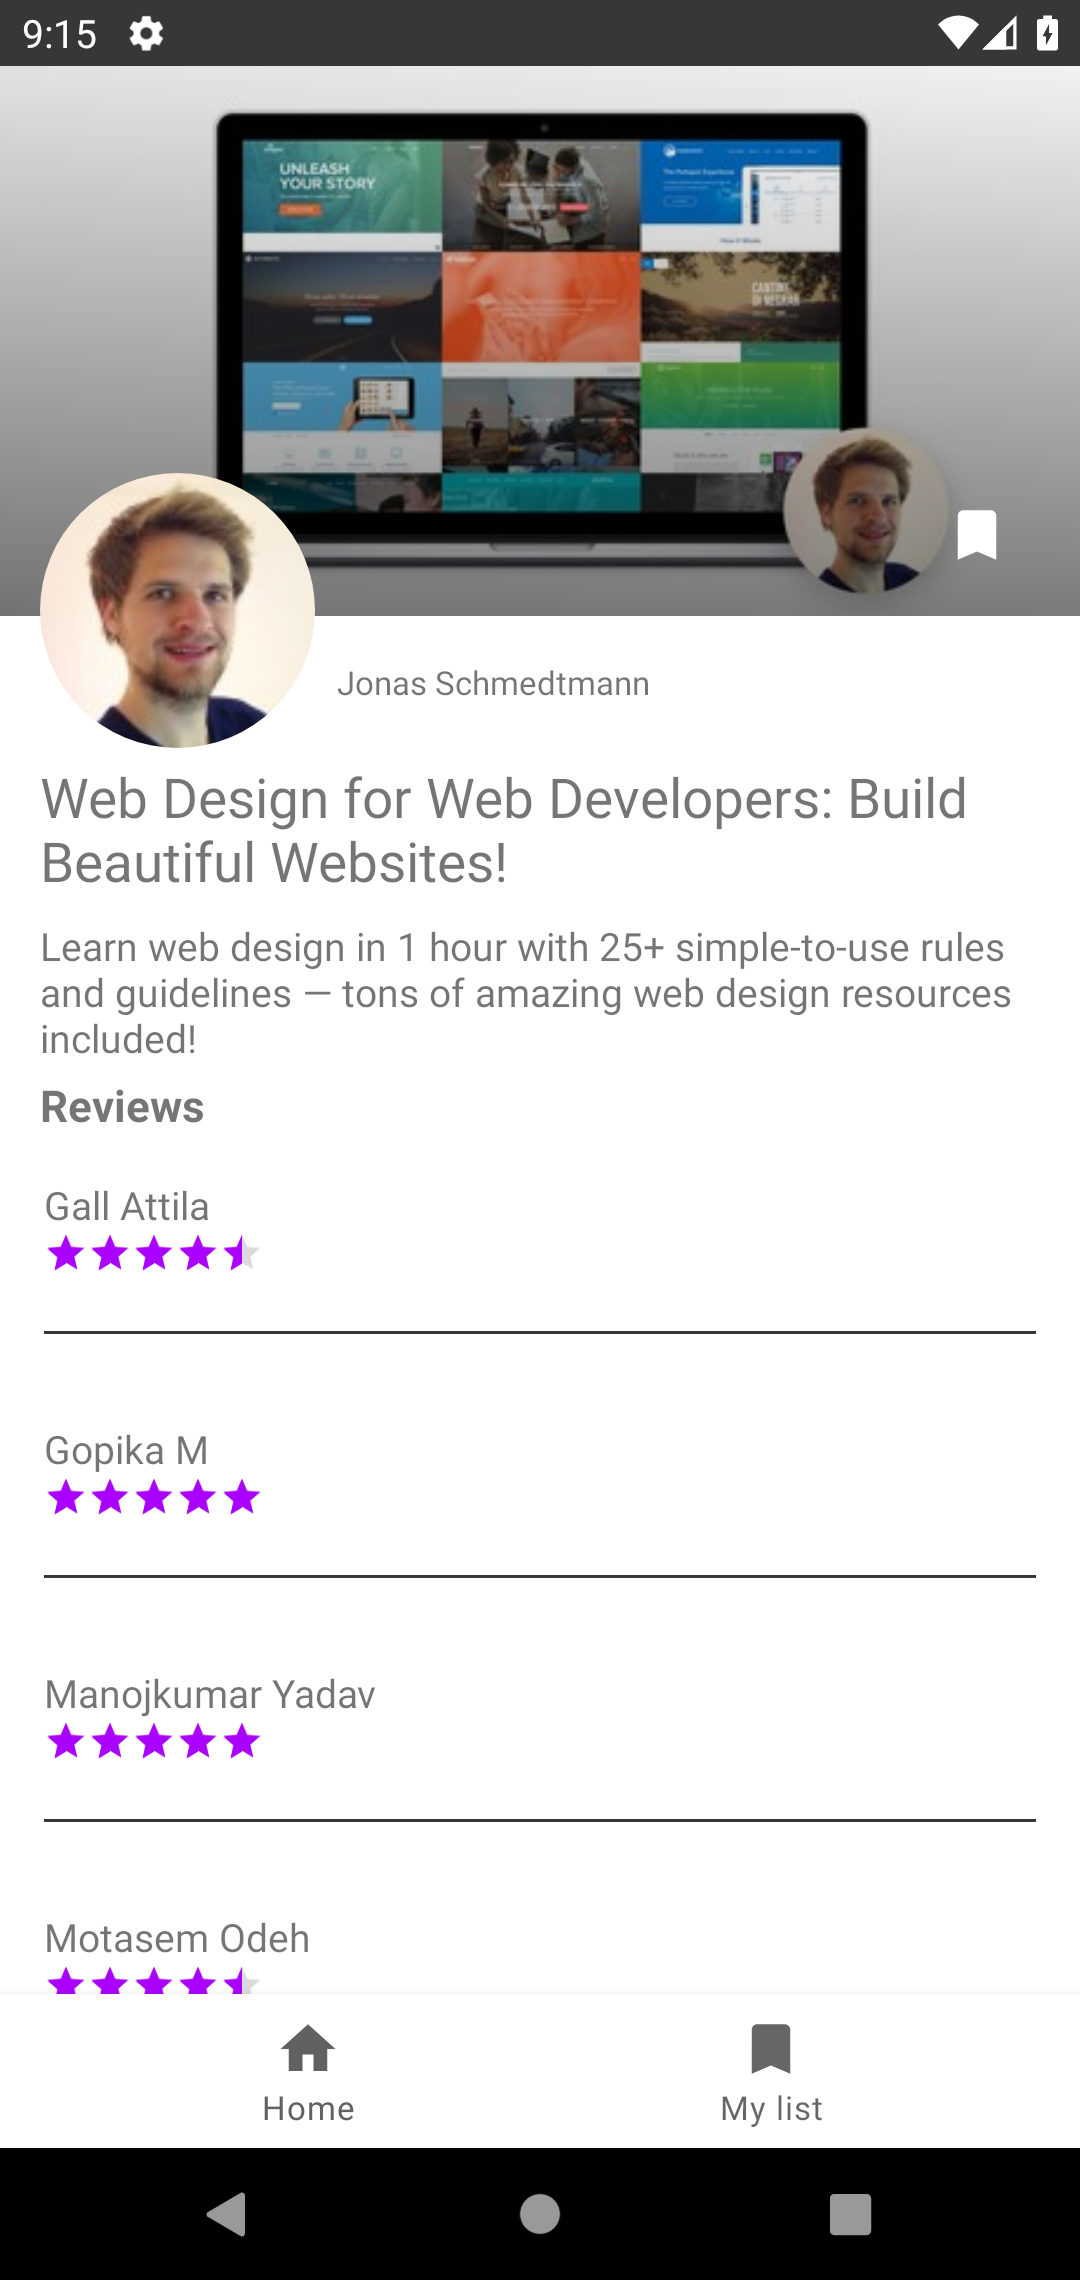 9:15
UNLEASH
YOUR STORY
Jonas Schmedtmann
Web Design for Web Developers: Build
Beautiful Websites!
Learn web design in 1 hour with 25+ simple-to-use rules
and guidelines — tons of amazing web design resources
included!
Reviews
Gall Attila
Gopika M
Manojkumar Yadav
Motasem Odeh
Home
My list